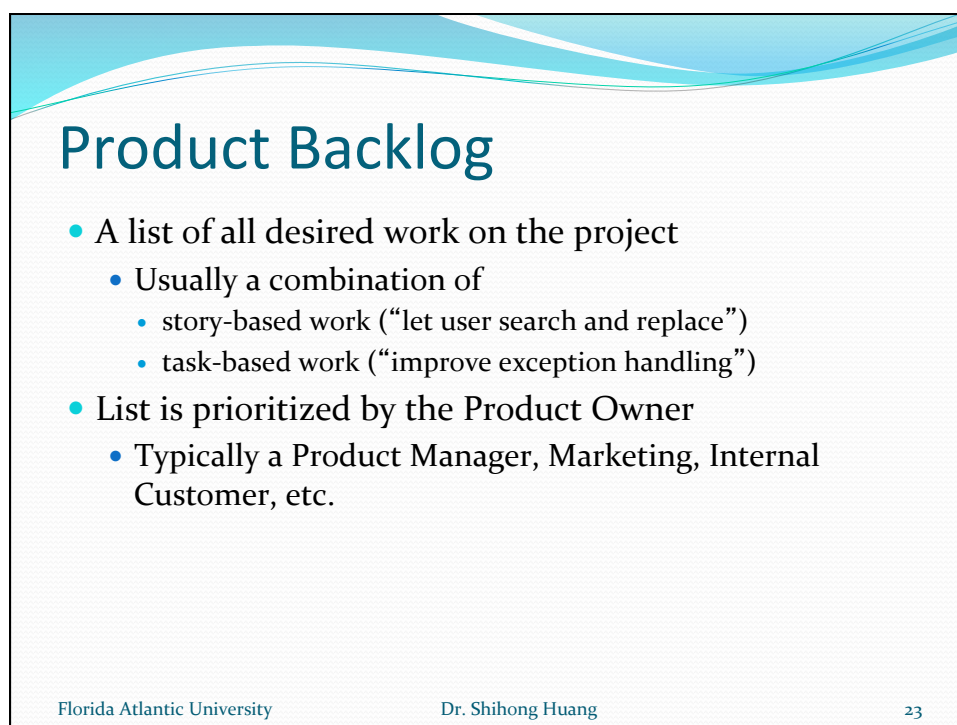 Product Backlog
• A list of all desired work on the project
• Usually a combination of
• story-based work (“let user search and replace”)
• task-based work (“improve exception handling”)
• List is prioritized by the Product Owner
• Typically a Product Manager, Marketing, Internal
Customer, etc.
Florida Atlantic University Dr. Shihong Huang 23